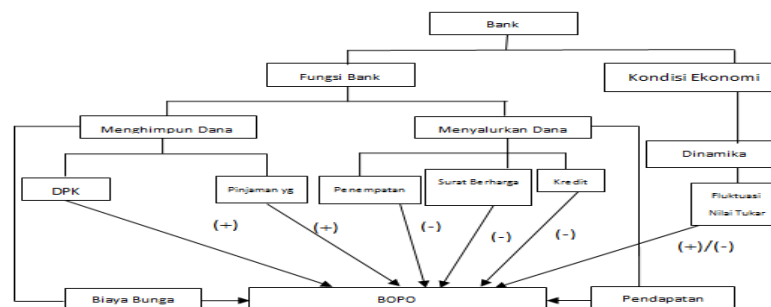 Bank
Fungsi Bank
Kondisi Ekonomi
Menghimpun Dana
Menyalurkan Dana
Dinamika
DPK
Pinjaman yg
Penempatan
Surat Berharga
Kredit
Fluktuasi
Nilai Tukar
(+)
(+)
(-)
(-)
(-)
(+)/(-)
Biaya Bunga
BOPO
Pendapatan